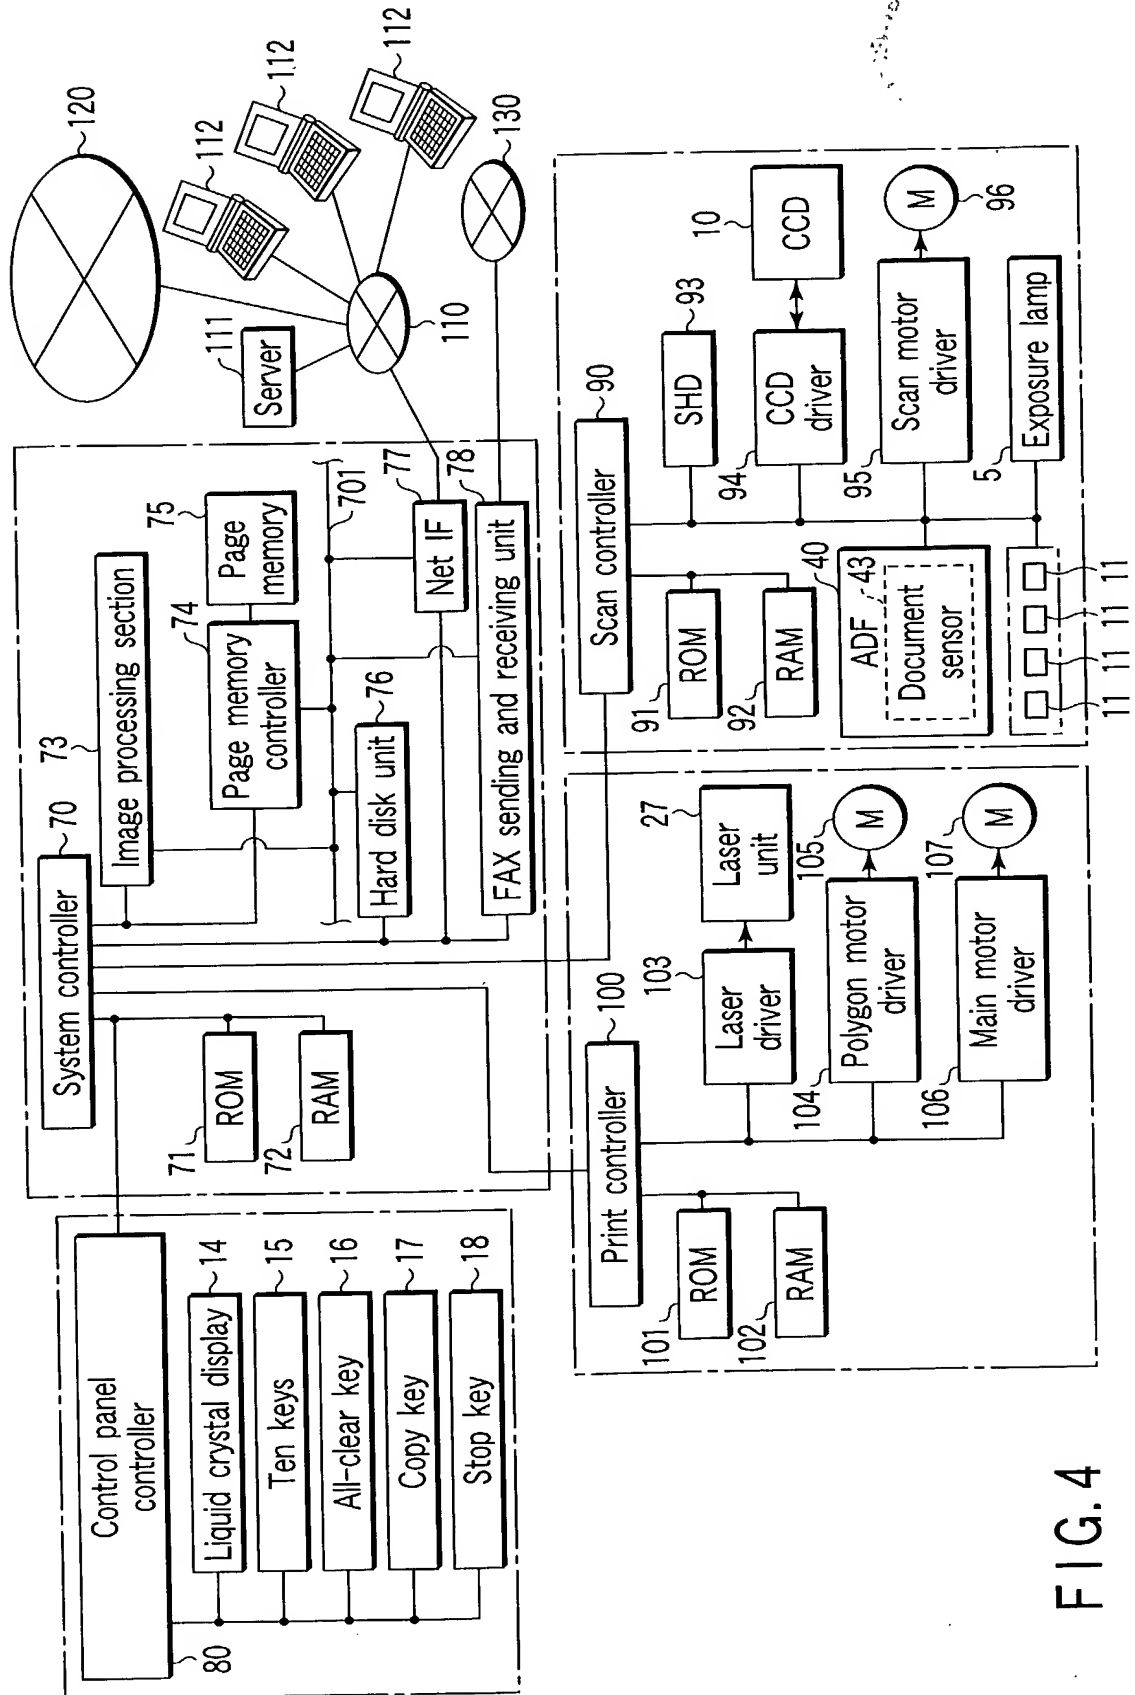 Control panel
controller
80
Liquid crystal display
14
Ten keys
15
All-clear key
16
Copy key
17
Stop key
18
System controller
70
ROM
71
RAM
72
Image processing section
73
Page memory
controller
74
Page
memory
75
701
Hard disk unit
76
Net IF
77
FAX sending and receiving unit
78
120
Server
111
110
112
112
112
130
Print controller
100
ROM
101
RAM
102
Laser
driver
103
Laser
unit
27
Polygon motor
driver
104
M
105
Main motor
driver
106
M
107
Scan controller
90
ROM
91
RAM
92
SHD
93
CCD
driver
94
CCD
10
Scan motor
driver
95
M
96
ADF
40
43
Document
sensor
Exposure lamp
5
11
11
11
11
FIG. 4